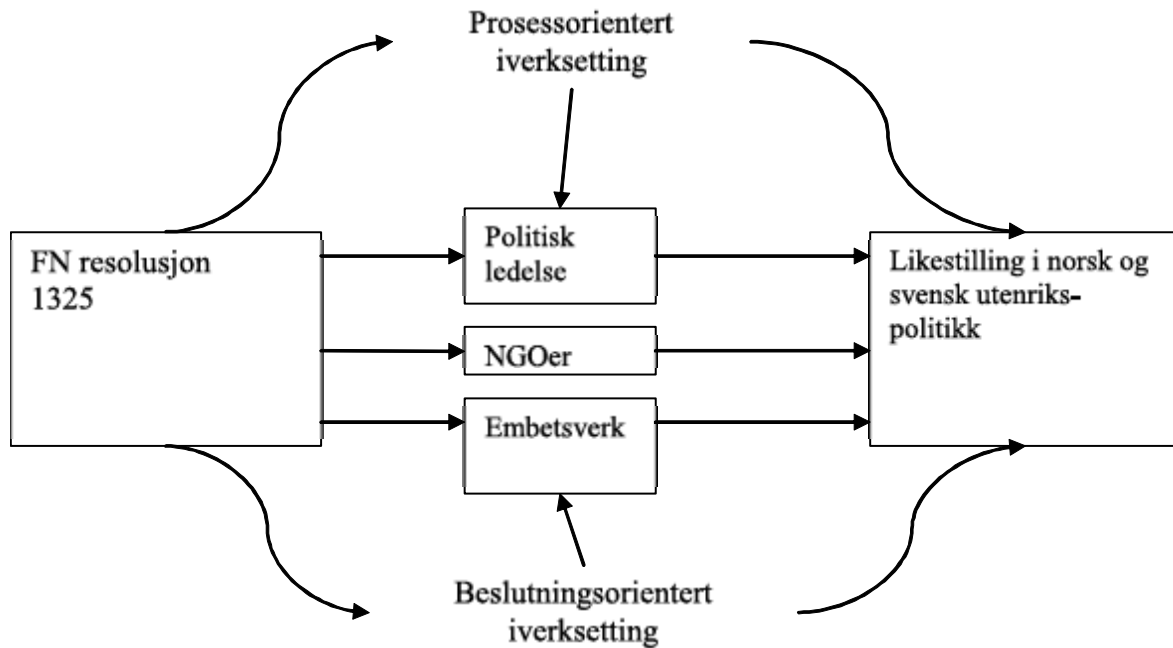 Prosessorientert
iverksetting
FN resolusjon
1325
Politisk
ledelse
NGOer
Embetsverk
Likestilling i norsk og
svensk utenriks-
politikk
Beslutningsorientert
iverksetting